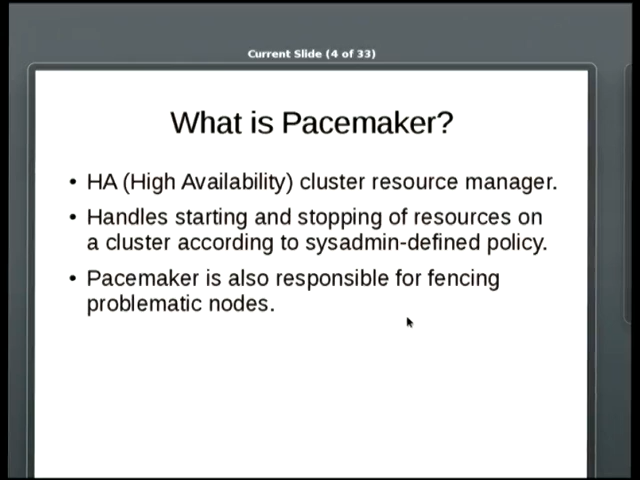 Current Slide (4 of 33)
What is Pacemaker?
• HA (High Availability) cluster resource manager.
• Handles starting and stopping of resources on
a cluster according to sysadmin-defined policy.
• Pacemaker is also responsible for fencing
problematic nodes.